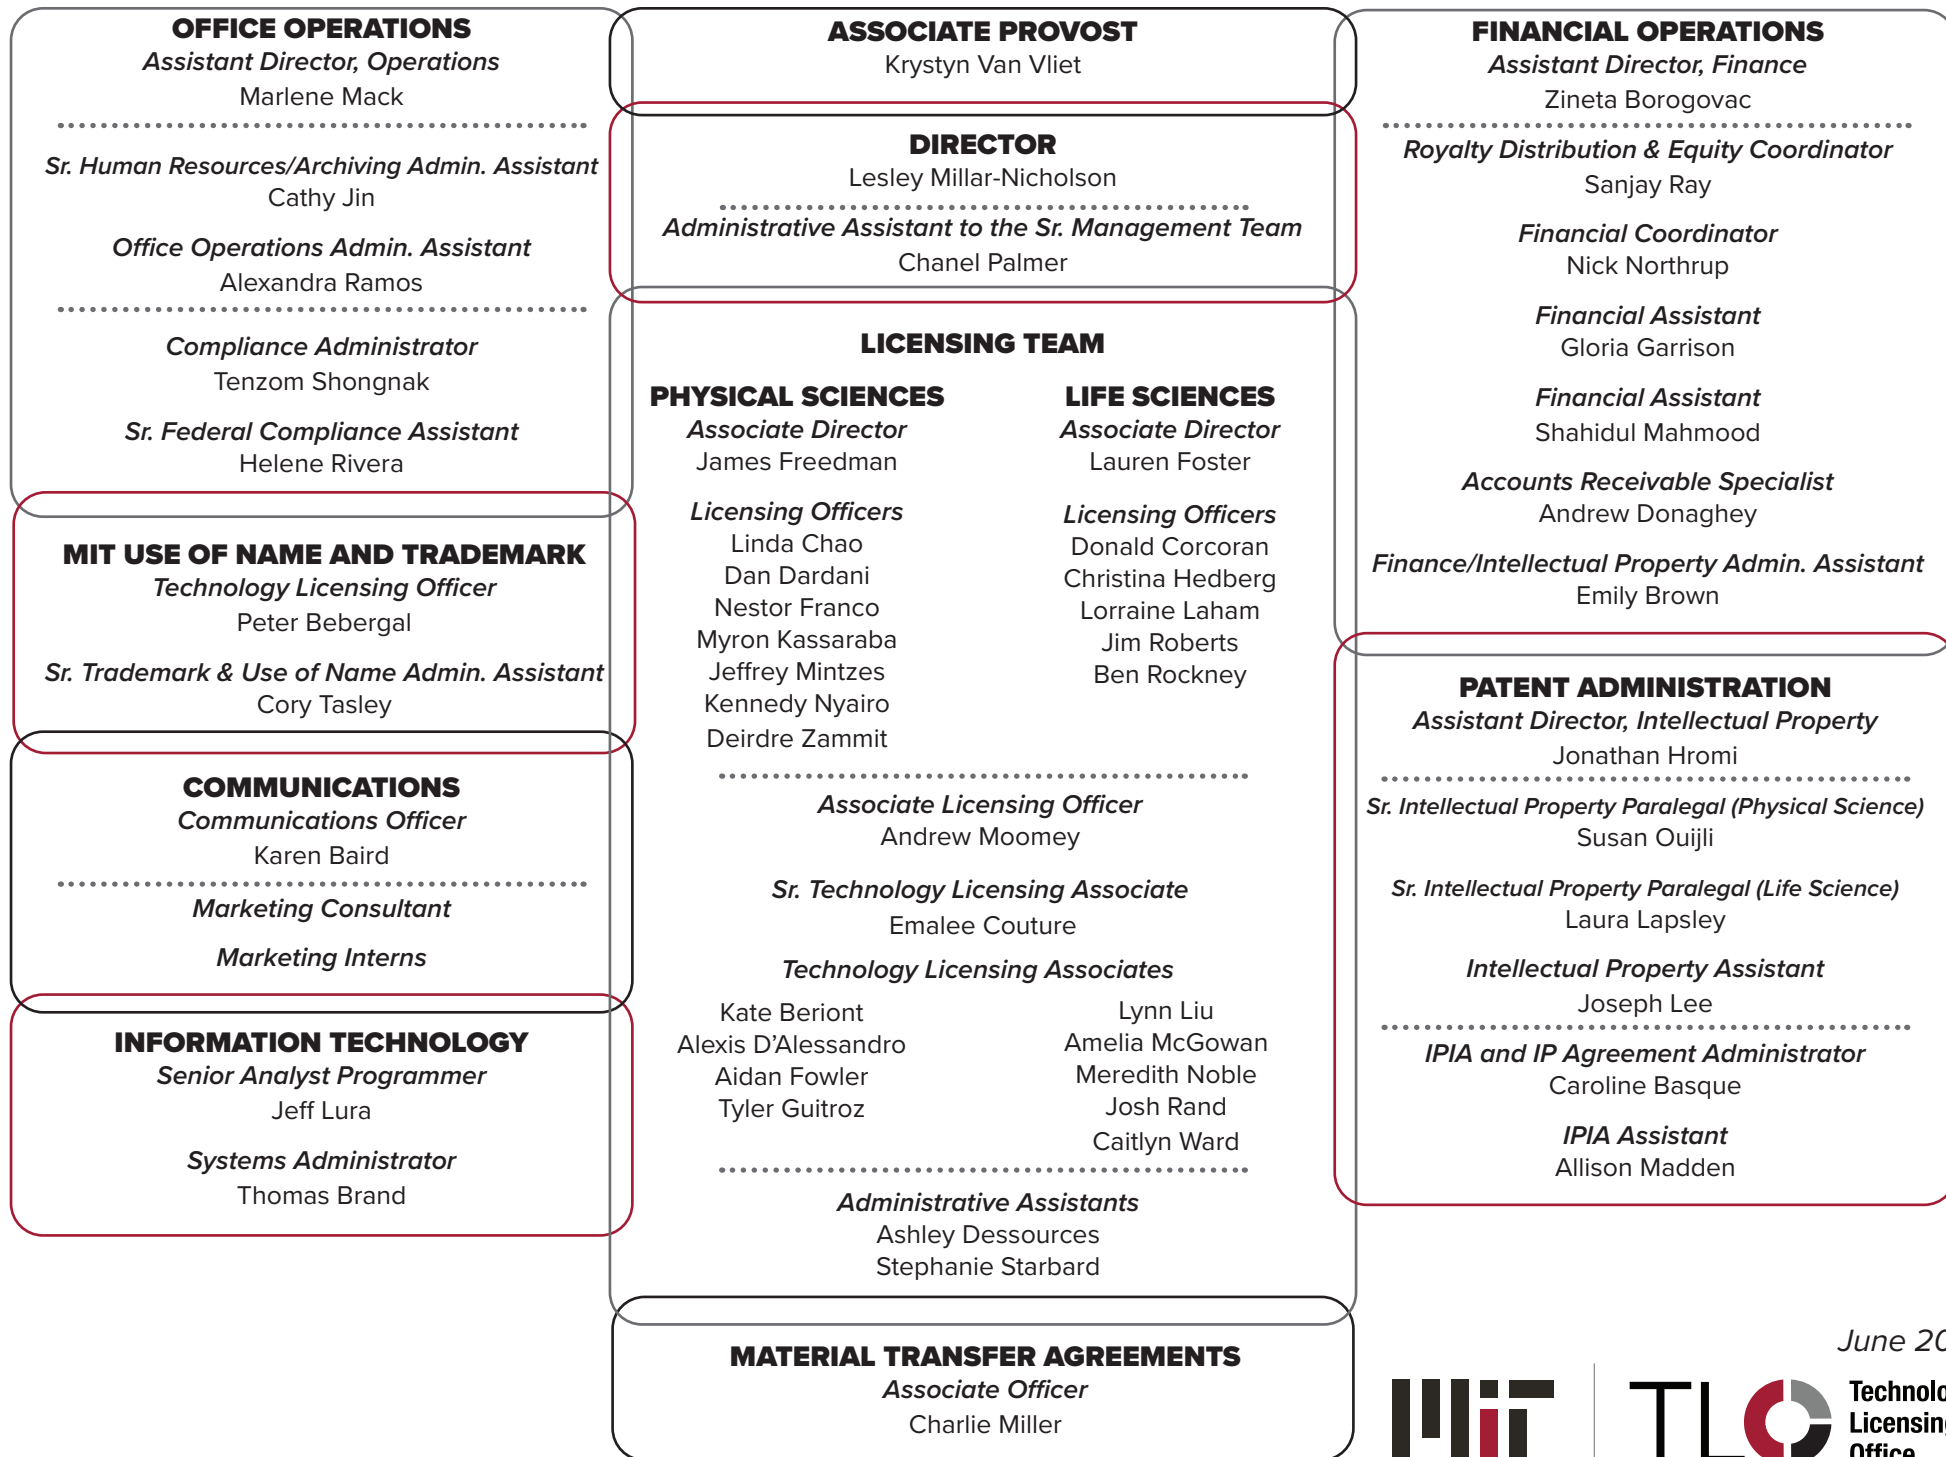 OFFICE OPERATIONS
Assistant Director, Operations
Marlene Mack
Sr. Human Resources/Archiving Admin. Assistant
Cathy Jin
Office Operations Admin. Assistant
Alexandra Ramos
Compliance Administrator
Tenzom Shongnak
Sr. Federal Compliance Assistant
Helene Rivera
MIT USE OF NAME AND TRADEMARK
Technology Licensing Officer
Peter Bebergal
Sr. Trademark & Use of Name Admin. Assistant
Cory Tasley
COMMUNICATIONS
Communications Officer
Karen Baird
Marketing Consultant
Marketing Interns
INFORMATION TECHNOLOGY
Senior Analyst Programmer
Jeff Lura
Systems Administrator
Thomas Brand
ASSOCIATE PROVOST
Krystyn Van Vliet
DIRECTOR
Lesley Millar-Nicholson
Administrative Assistant to the Sr. Management Team
Chanel Palmer
LICENSING TEAM
PHYSICAL SCIENCES
Associate Director
James Freedman
Licensing Officers
Linda Chao
Dan Dardani
Nestor Franco
Myron Kassaraba
Jeffrey Mintzes
Kennedy Nyairo
Deirdre Zammit
LIFE SCIENCES
Associate Director
Lauren Foster
Licensing Officers
Donald Corcoran
Christina Hedberg
Lorraine Laham
Jim Roberts
Ben Rockney
Associate Licensing Officer
Andrew Moomey
Sr. Technology Licensing Associate
Emalee Couture
Technology Licensing Associates
Kate Beriont
Alexis D’Alessandro
Aidan Fowler
Tyler Guitroz
Lynn Liu
Amelia McGowan
Meredith Noble
Josh Rand
Caitlyn Ward
Administrative Assistants
Ashley Dessources
Stephanie Starbard
MATERIAL TRANSFER AGREEMENTS
Associate Officer
Charlie Miller
FINANCIAL OPERATIONS
Assistant Director, Finance
Zineta Borogovac
Royalty Distribution & Equity Coordinator
Sanjay Ray
Financial Coordinator
Nick Northrup
Financial Assistant
Gloria Garrison
Financial Assistant
Shahidul Mahmood
Accounts Receivable Specialist
Andrew Donaghey
Finance/Intellectual Property Admin. Assistant
Emily Brown
PATENT ADMINISTRATION
Assistant Director, Intellectual Property
Jonathan Hromi
Sr. Intellectual Property Paralegal (Physical Science)
Susan Ouijli
Sr. Intellectual Property Paralegal (Life Science)
Laura Lapsley
Intellectual Property Assistant
Joseph Lee
IPIA and IP Agreement Administrator
Caroline Basque
IPIA Assistant
Allison Madden
June 20
MIT
TLO
Technolo
Licensing
Office